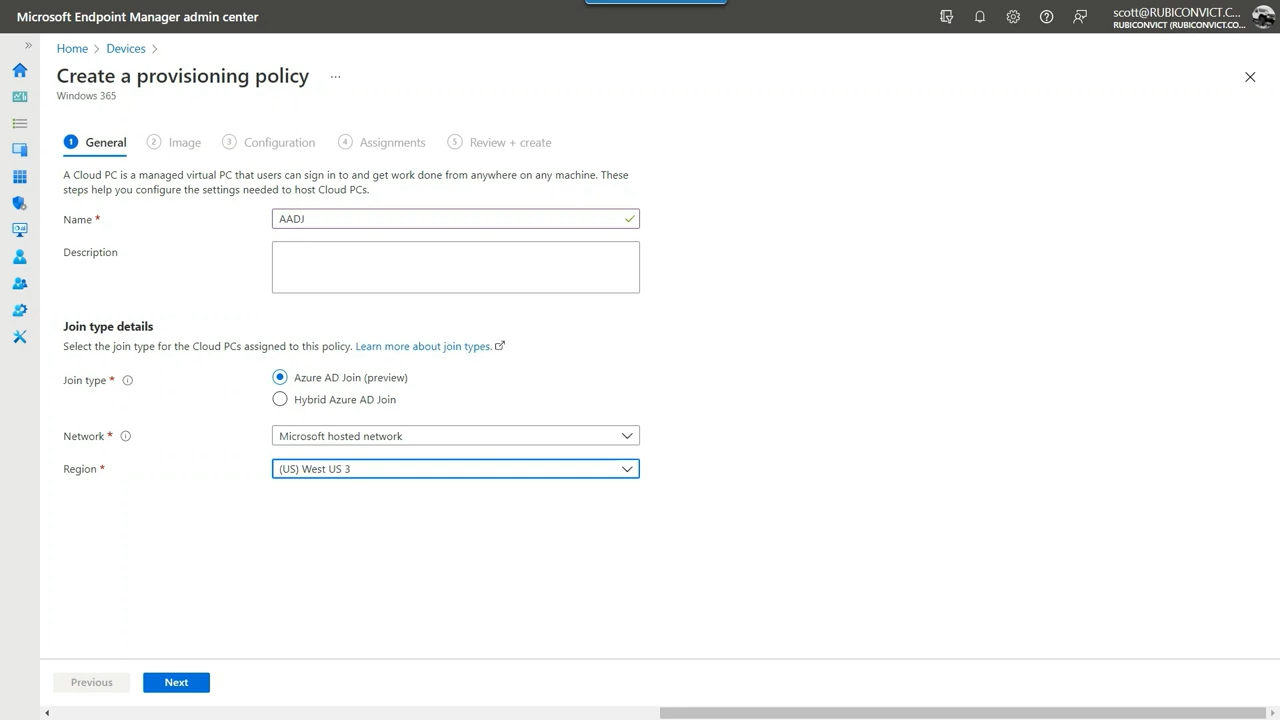 Microsoft Endpoint Manager admin center
scott@RUBICONVICT.C...
RUBICONVICT (RUBICONVICT.CO...
Home > Devices >
Create a provisioning policy ...
Windows 365
1 General 2 Image 3 Configuration 4 Assignments 5 Review + create
A Cloud PC is a managed virtual PC that users can sign in to and get work done from anywhere on any machine. These
steps help you configure the settings needed to host Cloud PCs.
Name * AADJ
Description
Join type details
Select the join type for the Cloud PCs assigned to this policy. Learn more about join types.
Join type * Azure AD Join (preview)
Hybrid Azure AD Join
Network * Microsoft hosted network
Region * (US) West US 3
Previous Next